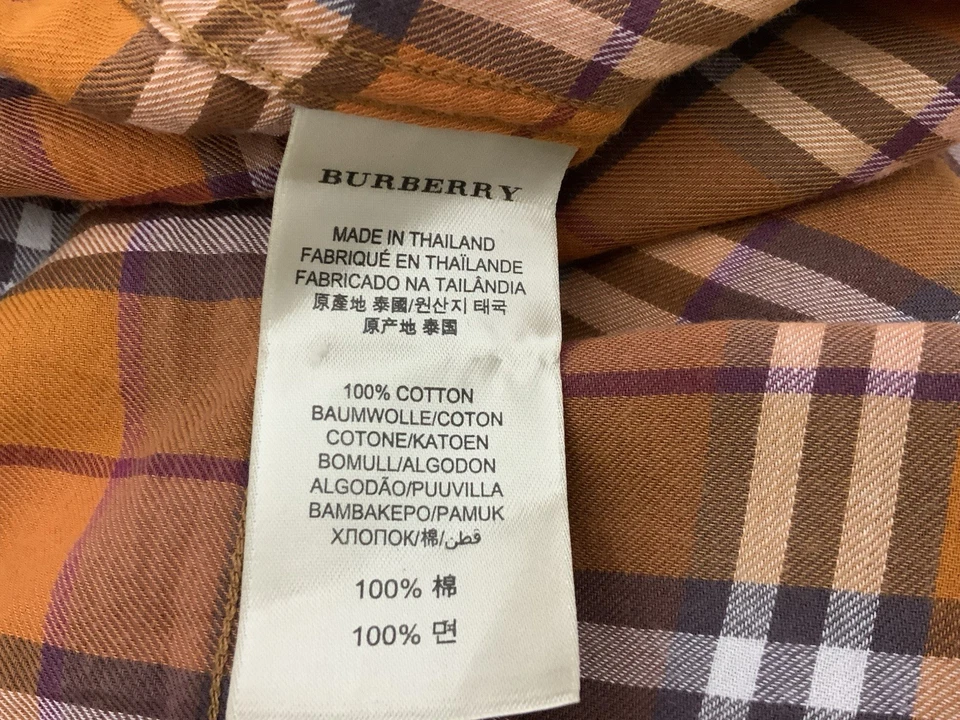 BURBERRY
MADE IN THAILAND
FABRIQUÉ EN THAÏLANDE
FABRICADO NA TAILÂNDIA
原產地 泰國/원산지 태국
原产地 泰国
100% COTTON
BAUMWOLLE/COTON
COTONE/KATOEN
BOMULL/ALGODON
ALGODÃO/PUUVILLA
ΒΑΜΒΑΚΕΡΟ/PAMUK
ХЛОПОК/棉/قطن
100% 棉
100% 면